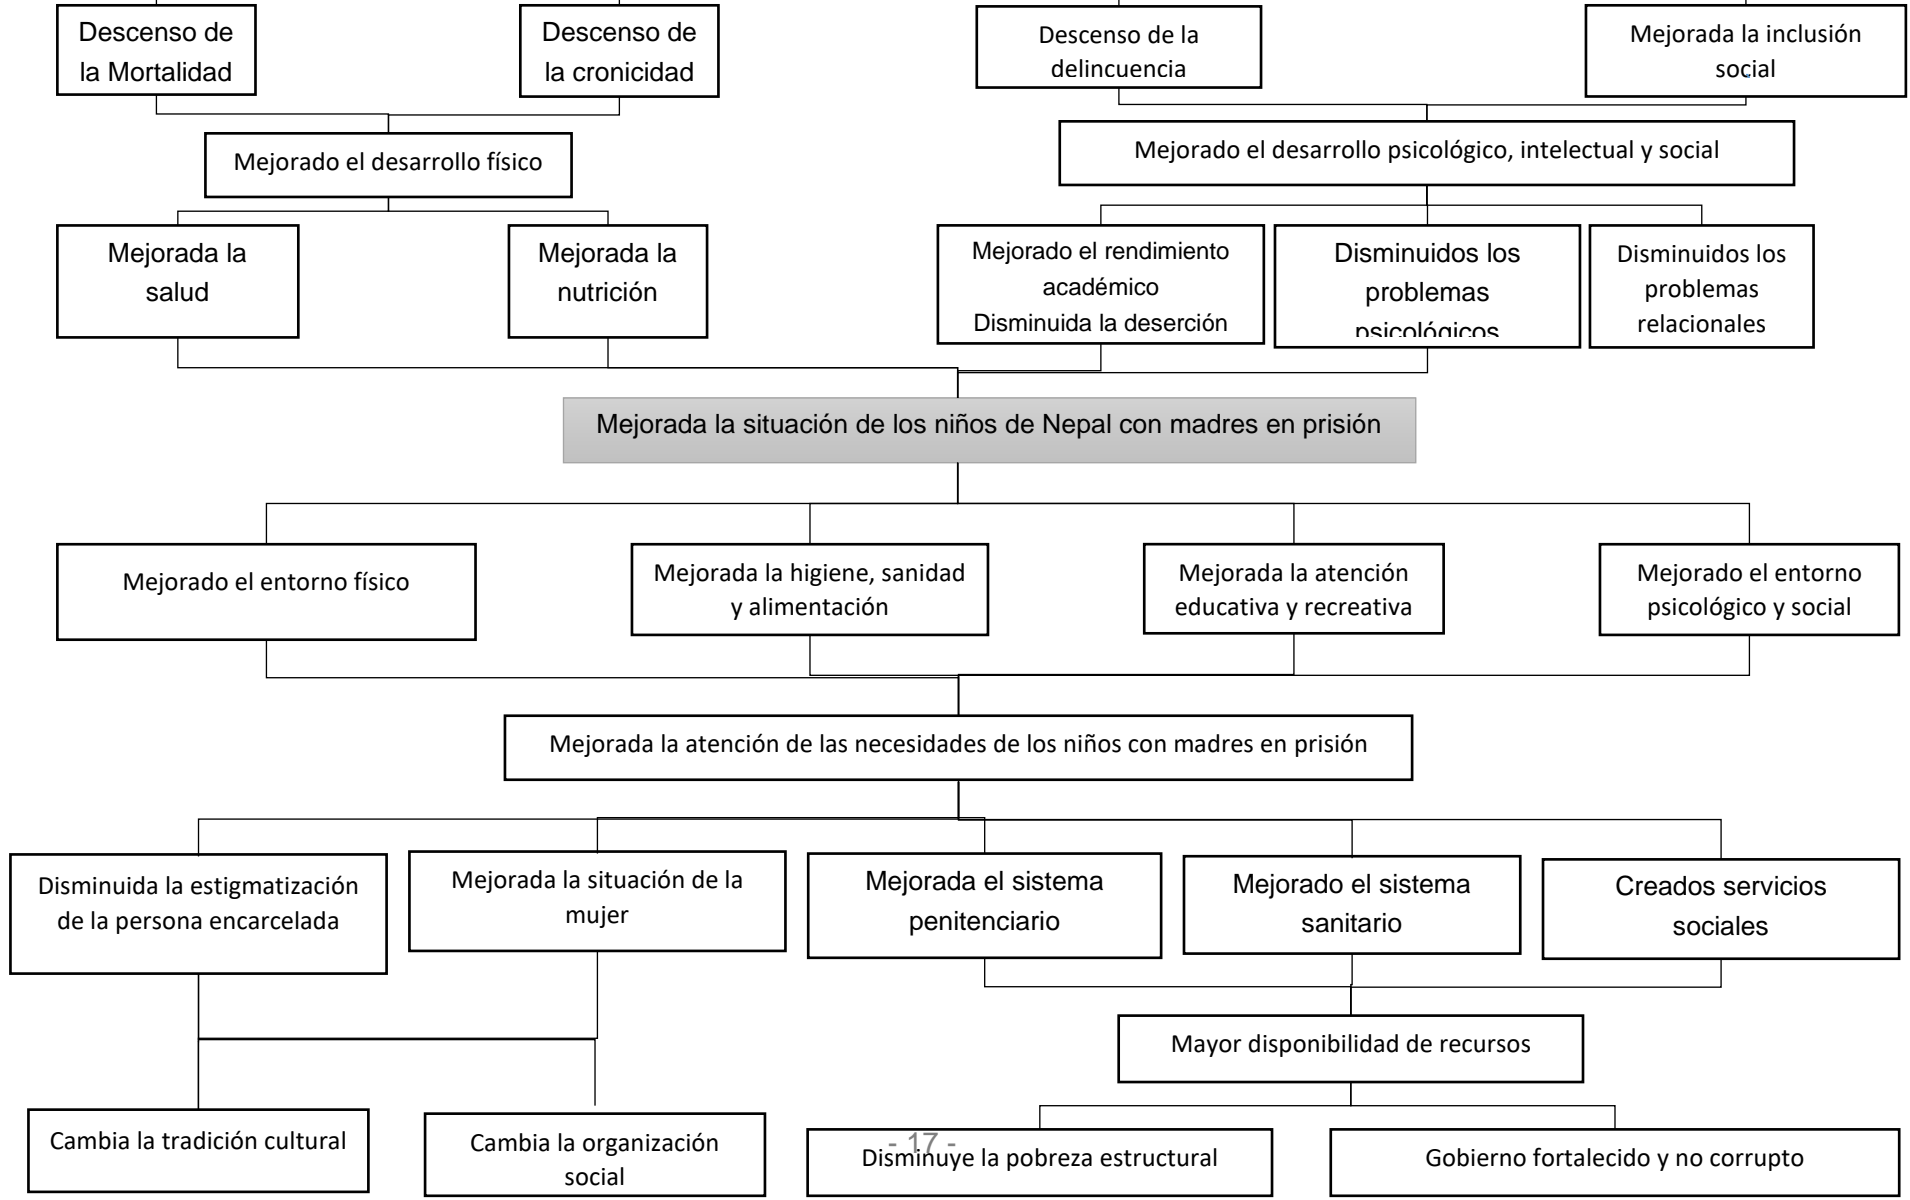 Descenso de
la Mortalidad
Descenso de
la cronicidad
Descenso de la
delincuencia
Mejorada la inclusión
social
Mejorado el desarrollo físico
Mejorado el desarrollo psicológico, intelectual y social
Mejorada la
salud
Mejorada la
nutrición
Mejorado el rendimiento
académico
Disminuida la deserción
Disminuidos los
problemas
psicológicos
Disminuidos los
problemas
relacionales
Mejorada la situación de los niños de Nepal con madres en prisión
Mejorado el entorno físico
Mejorada la higiene, sanidad
y alimentación
Mejorada la atención
educativa y recreativa
Mejorado el entorno
psicológico y social
Mejorada la atención de las necesidades de los niños con madres en prisión
Disminuida la estigmatización
de la persona encarcelada
Mejorada la situación de la
mujer
Mejorada el sistema
penitenciario
Mejorado el sistema
sanitario
Creados servicios
sociales
Mayor disponibilidad de recursos
Cambia la tradición cultural
Cambia la organización
social
- 17 -
Disminuye la pobreza estructural
Gobierno fortalecido y no corrupto